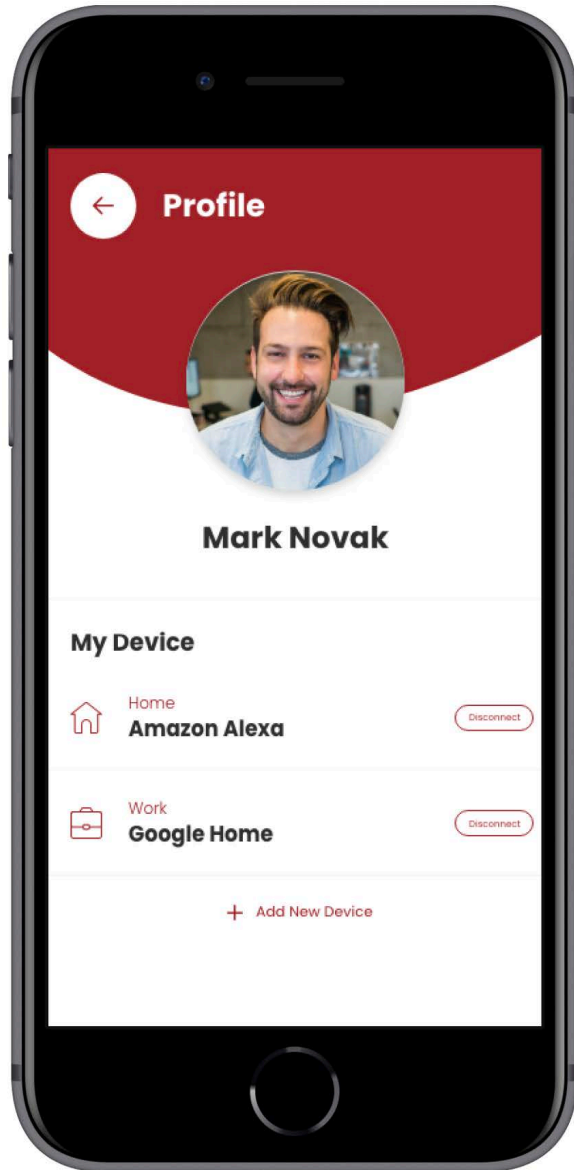 Profile
Mark Novak
My Device
Home
Amazon Alexa
Disconnect
Work
Google Home
Disconnect
+ Add New Device